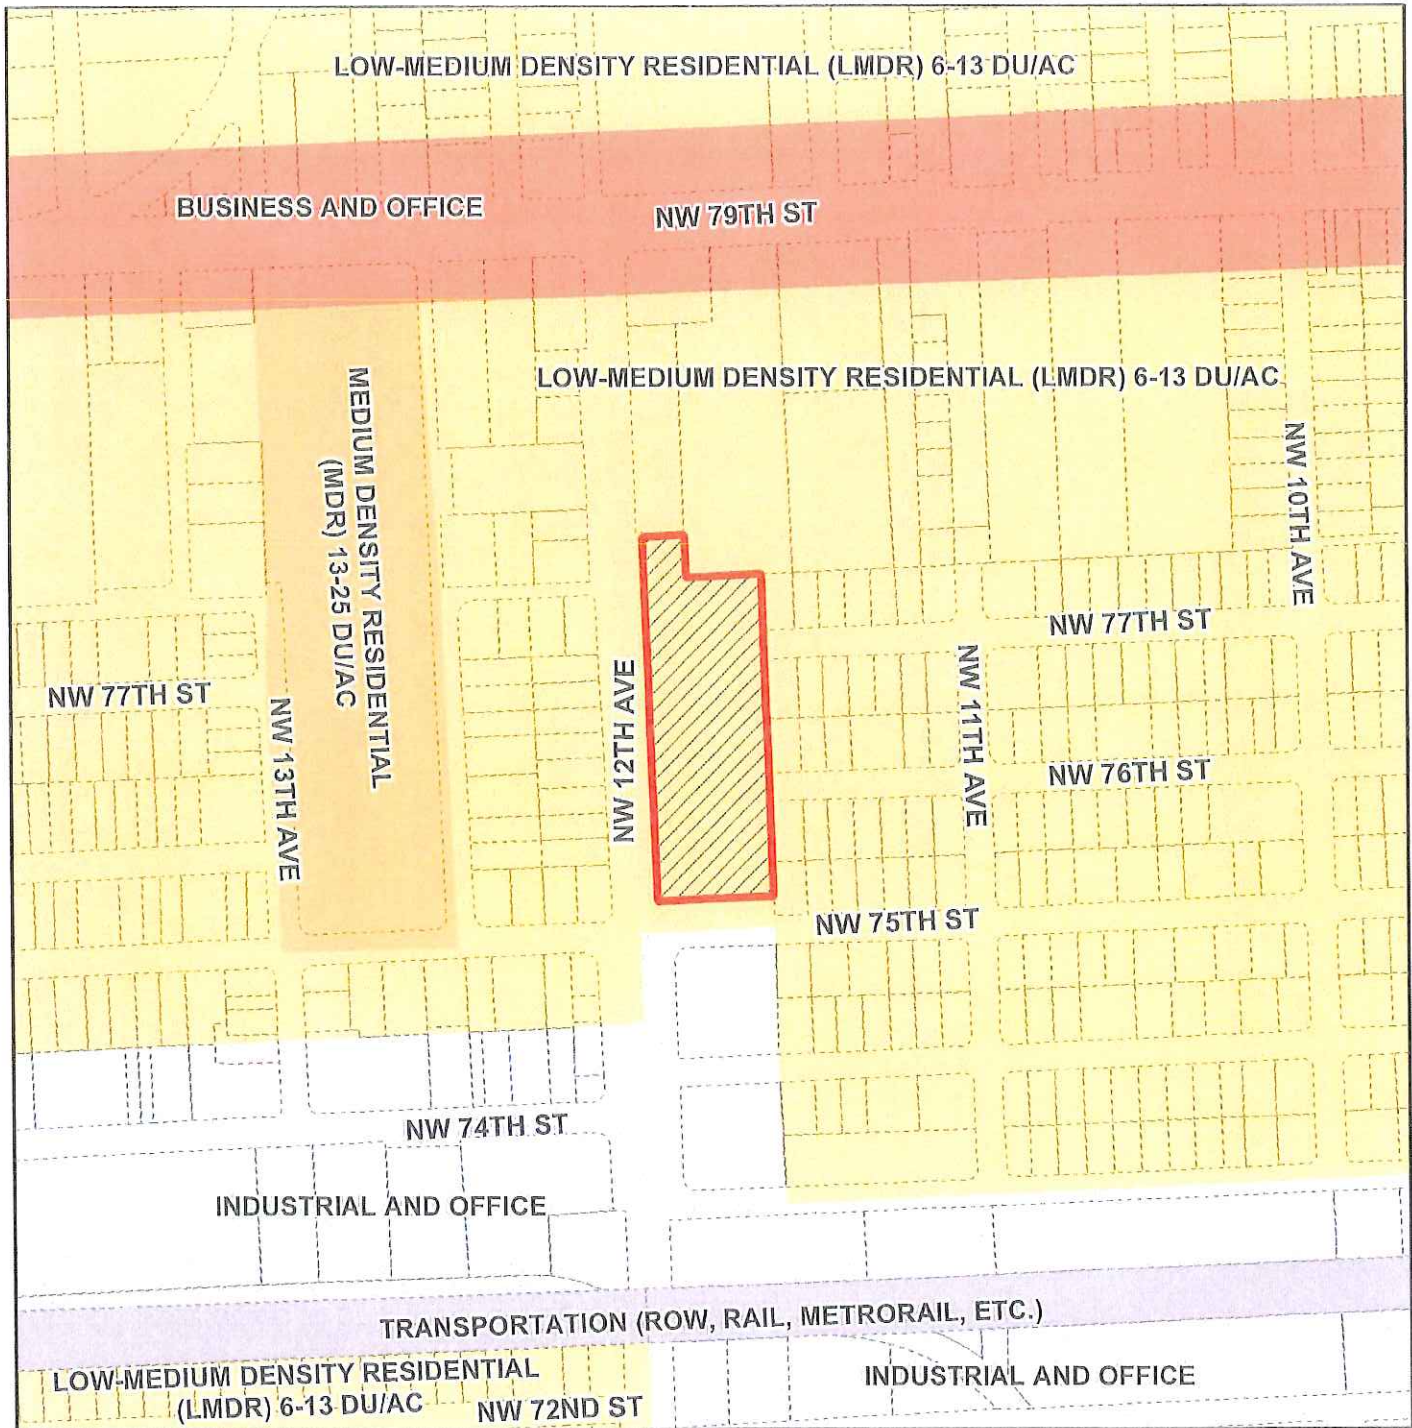 LOW-MEDIUM DENSITY RESIDENTIAL (LMDR) 6-13 DU/AC
BUSINESS AND OFFICE
NW 79TH ST
LOW-MEDIUM DENSITY RESIDENTIAL (LMDR) 6-13 DU/AC
MEDIUM DENSITY RESIDENTIAL
(MDR) 13-25 DU/AC
NW 10TH AVE
NW 77TH ST
NW 77TH ST
NW 13TH AVE
NW 12TH AVE
NW 11TH AVE
NW 76TH ST
NW 75TH ST
NW 74TH ST
INDUSTRIAL AND OFFICE
TRANSPORTATION (ROW, RAIL, METRORAIL, ETC.)
LOW-MEDIUM DENSITY RESIDENTIAL
(LMDR) 6-13 DU/AC
NW 72ND ST
INDUSTRIAL AND OFFICE